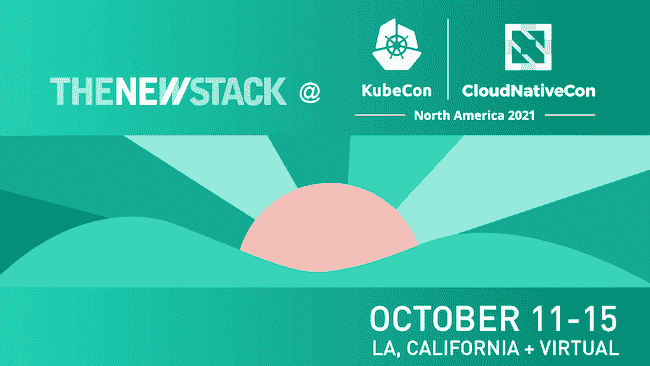 THENEWSTACK @
KubeCon
CloudNativeCon
North America 2021
OCTOBER 11-15
LA, CALIFORNIA + VIRTUAL